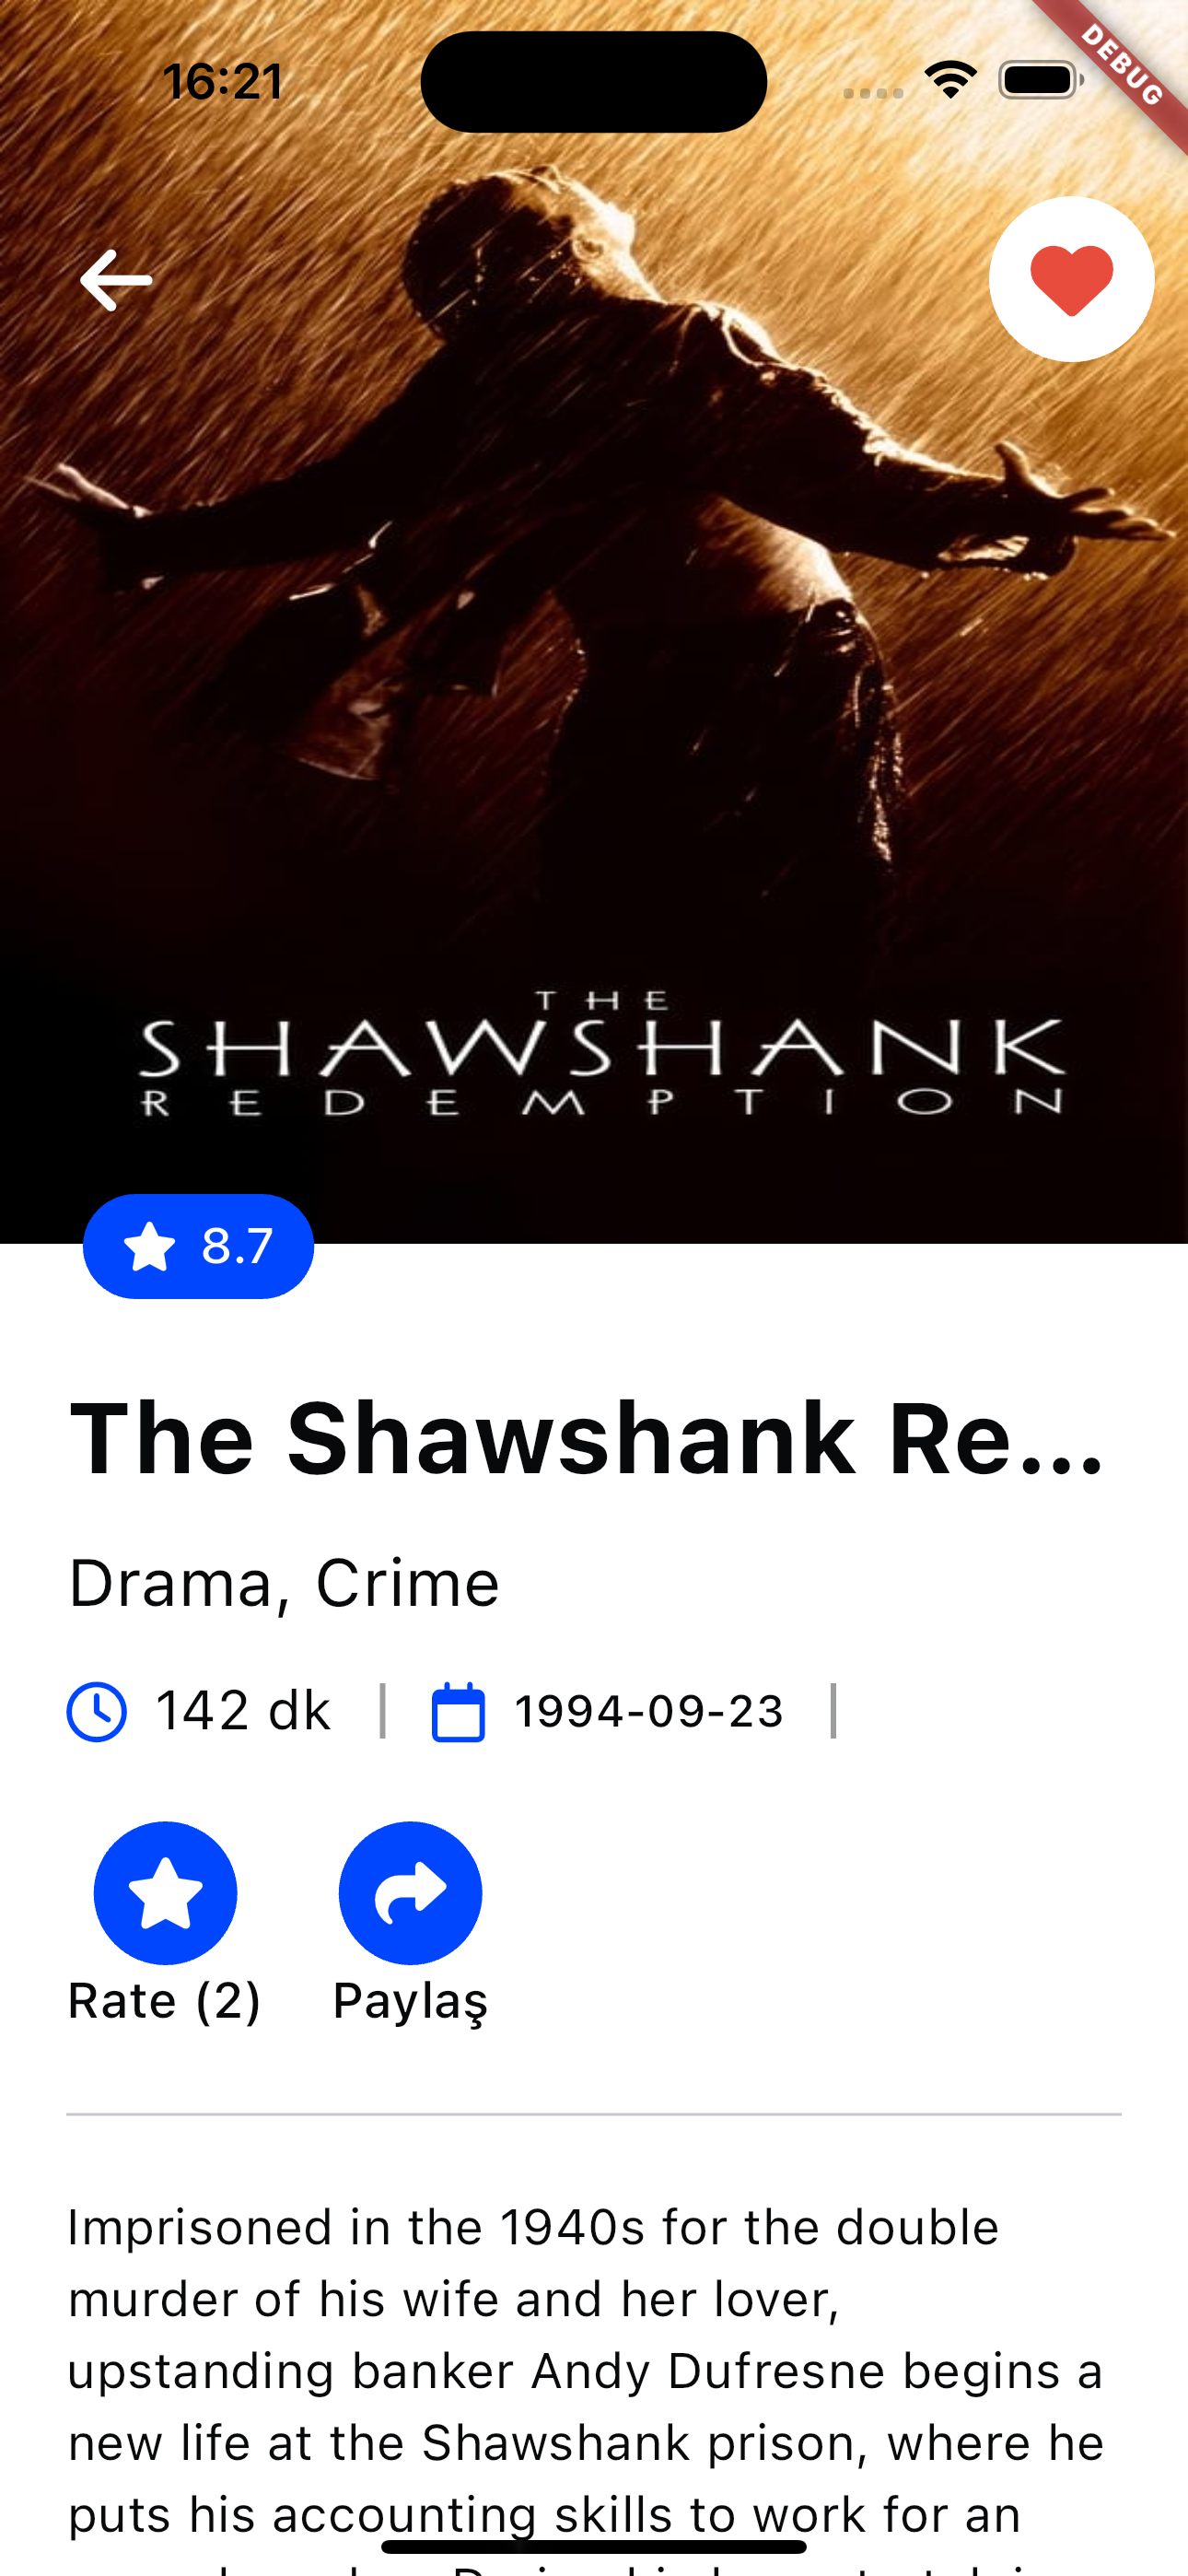 16:21
DEBUG
THE
SHAWSHANK
REDEMPTION
8.7
The Shawshank Re...
Drama, Crime
142 dk | 1994-09-23 |
Rate (2) Paylaş
Imprisoned in the 1940s for the double
murder of his wife and her lover,
upstanding banker Andy Dufresne begins a
new life at the Shawshank prison, where he
puts his accounting skills to work for an